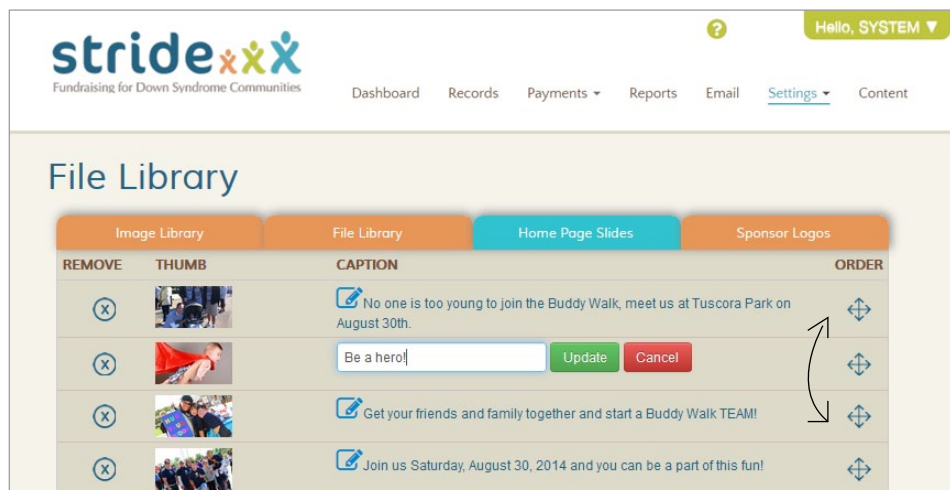 Hello, SYSTEM ▼
stride
Fundraising for Down Syndrome Communities
Dashboard Records Payments Reports Email Settings Content
File Library
Image Library File Library Home Page Slides Sponsor Logos
REMOVE THUMB CAPTION ORDER
No one is too young to join the Buddy Walk, meet us at Tuscora Park on
August 30th.
Be a hero! Update Cancel
Get your friends and family together and start a Buddy Walk TEAM!
Join us Saturday, August 30, 2014 and you can be a part of this fun!